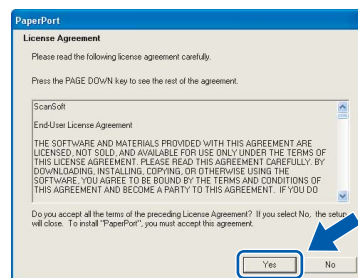 PaperPort
License Agreement
Please read the following license agreement carefully.
Press the PAGE DOWN key to see the rest of the agreement.
ScanSoft
End-User License Agreement
THE SOFTWARE AND MATERIALS PROVIDED WITH THIS AGREEMENT ARE
LICENSED, NOT SOLD, AND AVAILABLE FOR USE ONLY UNDER THE TERMS OF
THIS LICENSE AGREEMENT. PLEASE READ THIS AGREEMENT CAREFULLY. BY
DOWNLOADING, INSTALLING, COPYING, OR OTHERWISE USING THE
SOFTWARE, YOU AGREE TO BE BOUND BY THE TERMS AND CONDITIONS OF
THIS AGREEMENT AND BECOME A PARTY TO THIS AGREEMENT. IF YOU DO
Do you accept all the terms of the preceding License Agreement? If you select No, the setup
will close. To install "PaperPort", you must accept this agreement.
Yes No